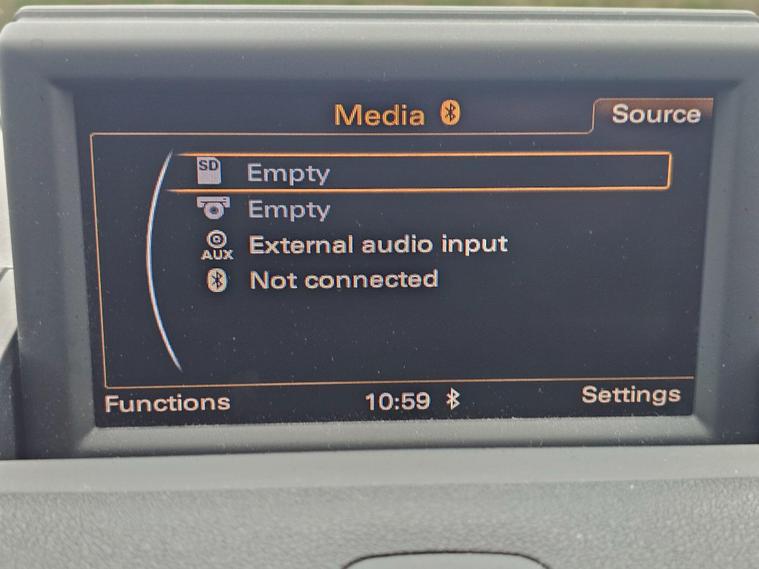 Media
Source
SD Empty
Empty
AUX External audio input
Not connected
Functions 10:59 Settings